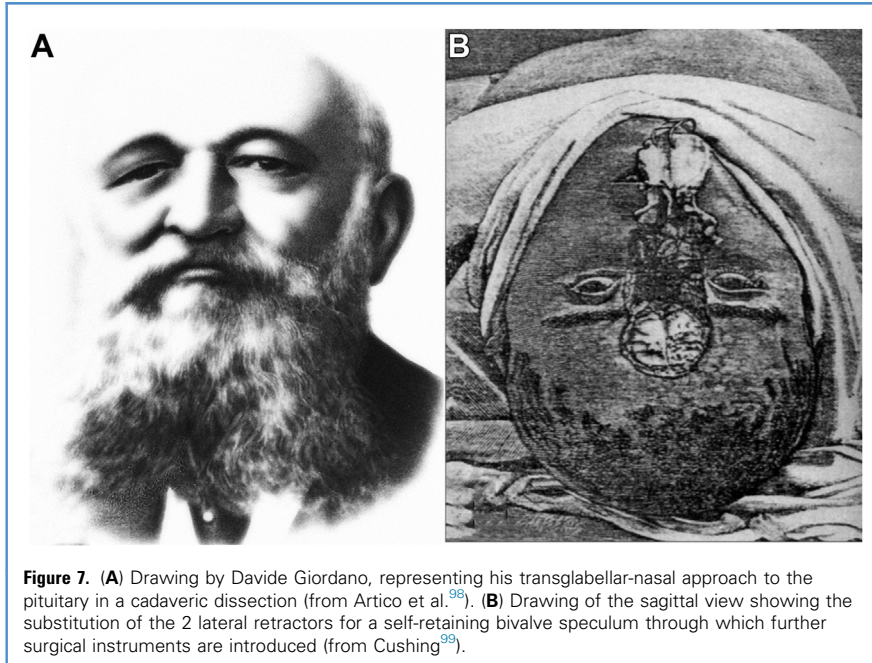 A
B
Figure 7. (A) Drawing by Davide Giordano, representing his transglabellar-nasal approach to the
pituitary in a cadaveric dissection (from Artico et al.98). (B) Drawing of the sagittal view showing the
substitution of the 2 lateral retractors for a self-retaining bivalve speculum through which further
surgical instruments are introduced (from Cushing99).